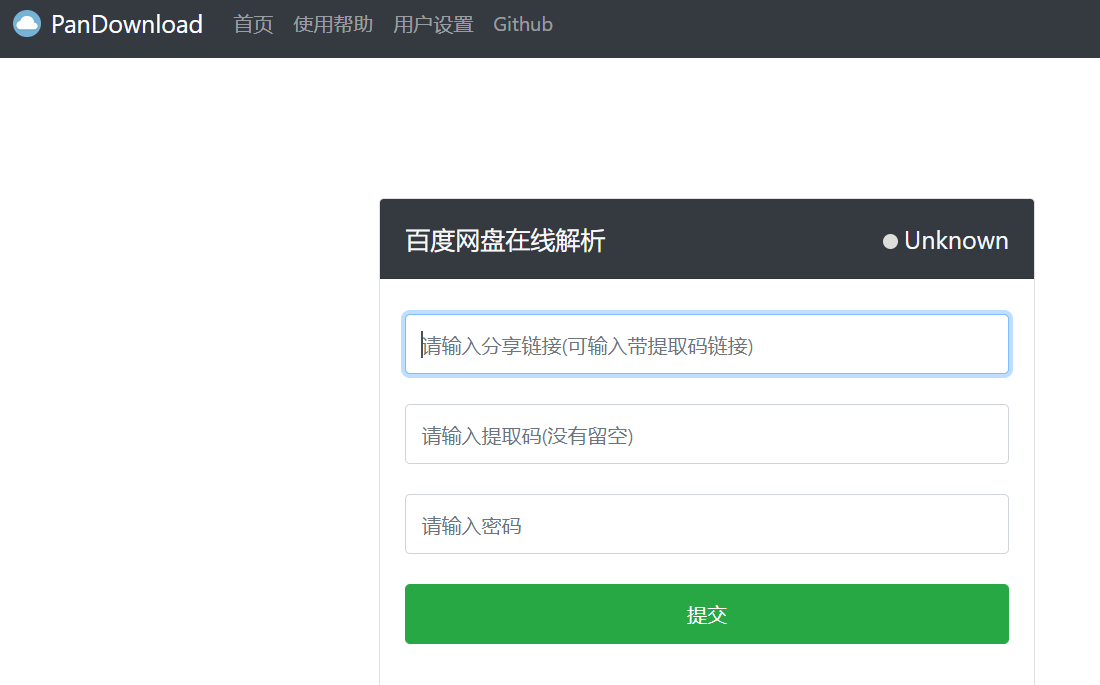 PanDownload 首页 使用帮助 用户设置 Github
百度网盘在线解析 Unknown
请输入分享链接(可输入带提取码链接)
请输入提取码(没有留空)
请输入密码
提交